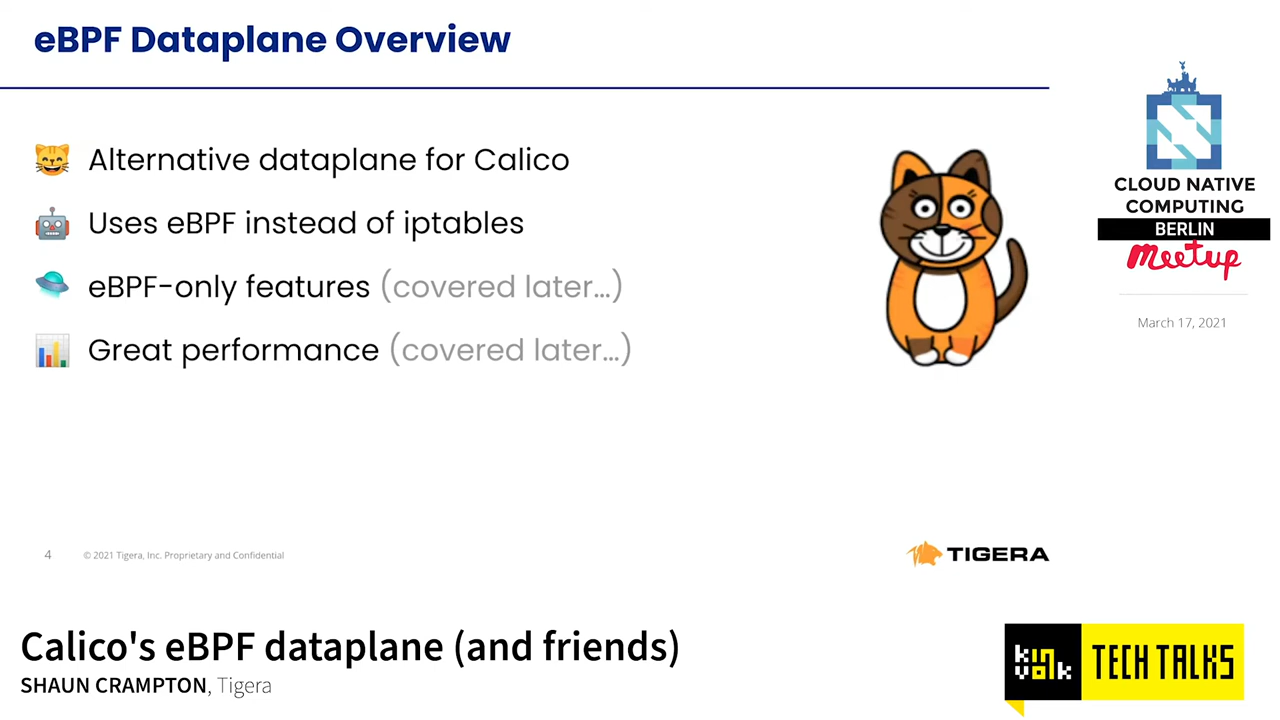 eBPF Dataplane Overview
Alternative dataplane for Calico
Uses eBPF instead of iptables
eBPF-only features (covered later…)
Great performance (covered later…)
CLOUD NATIVE
COMPUTING
BERLIN
meetup
March 17, 2021
4
© 2021 Tigera, Inc. Proprietary and Confidential
TIGERA
Calico's eBPF dataplane (and friends)
SHAUN CRAMPTON, Tigera
kinvolk
TECH TALKS